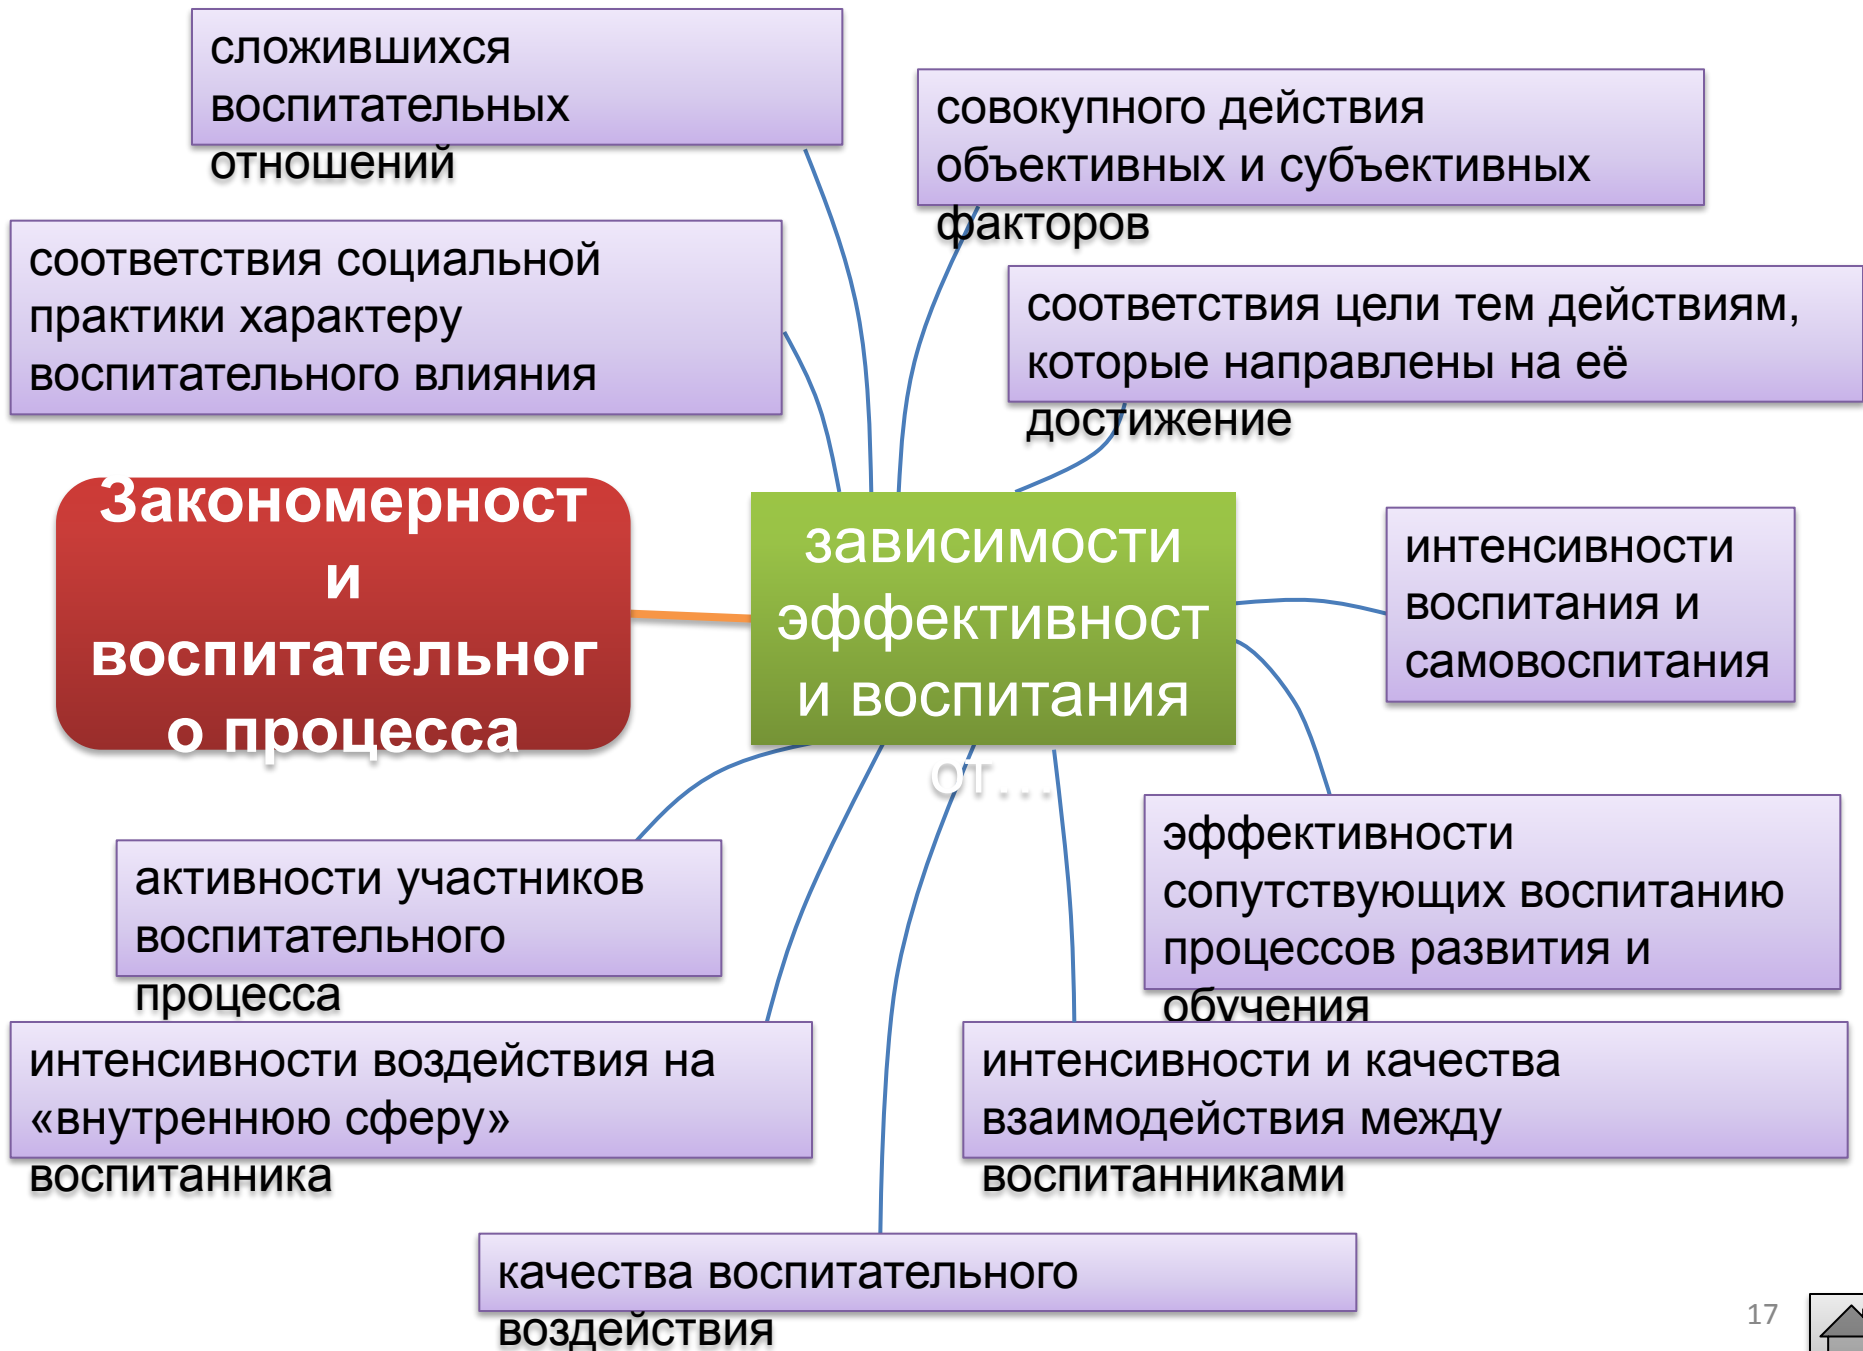 сложившихся
воспитательных
отношений
совокупного действия
объективных и субъективных
факторов
соответствия социальной
практики характеру
воспитательного влияния
соответствия цели тем действиям,
которые направлены на её
достижение
Закономерност
и
воспитательног
о процесса
зависимости
эффективност
и воспитания
от...
интенсивности
воспитания и
самовоспитания
активности участников
воспитательного
процесса
эффективности
сопутствующих воспитанию
процессов развития и
обучения
интенсивности воздействия на
«внутреннюю сферу»
воспитанника
интенсивности и качества
взаимодействия между
воспитанниками
качества воспитательного
воздействия
17